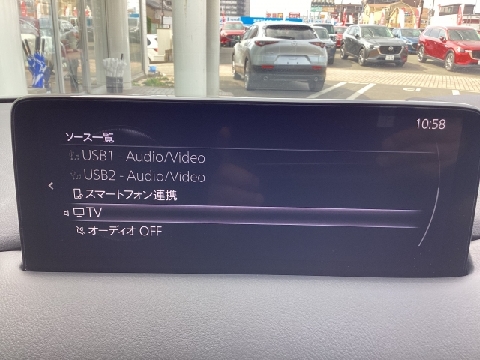 10:58
ソース一覧
USB1 - Audio/Video
USB2 - Audio/Video
スマートフォン連携
TV
オーディオ OFF